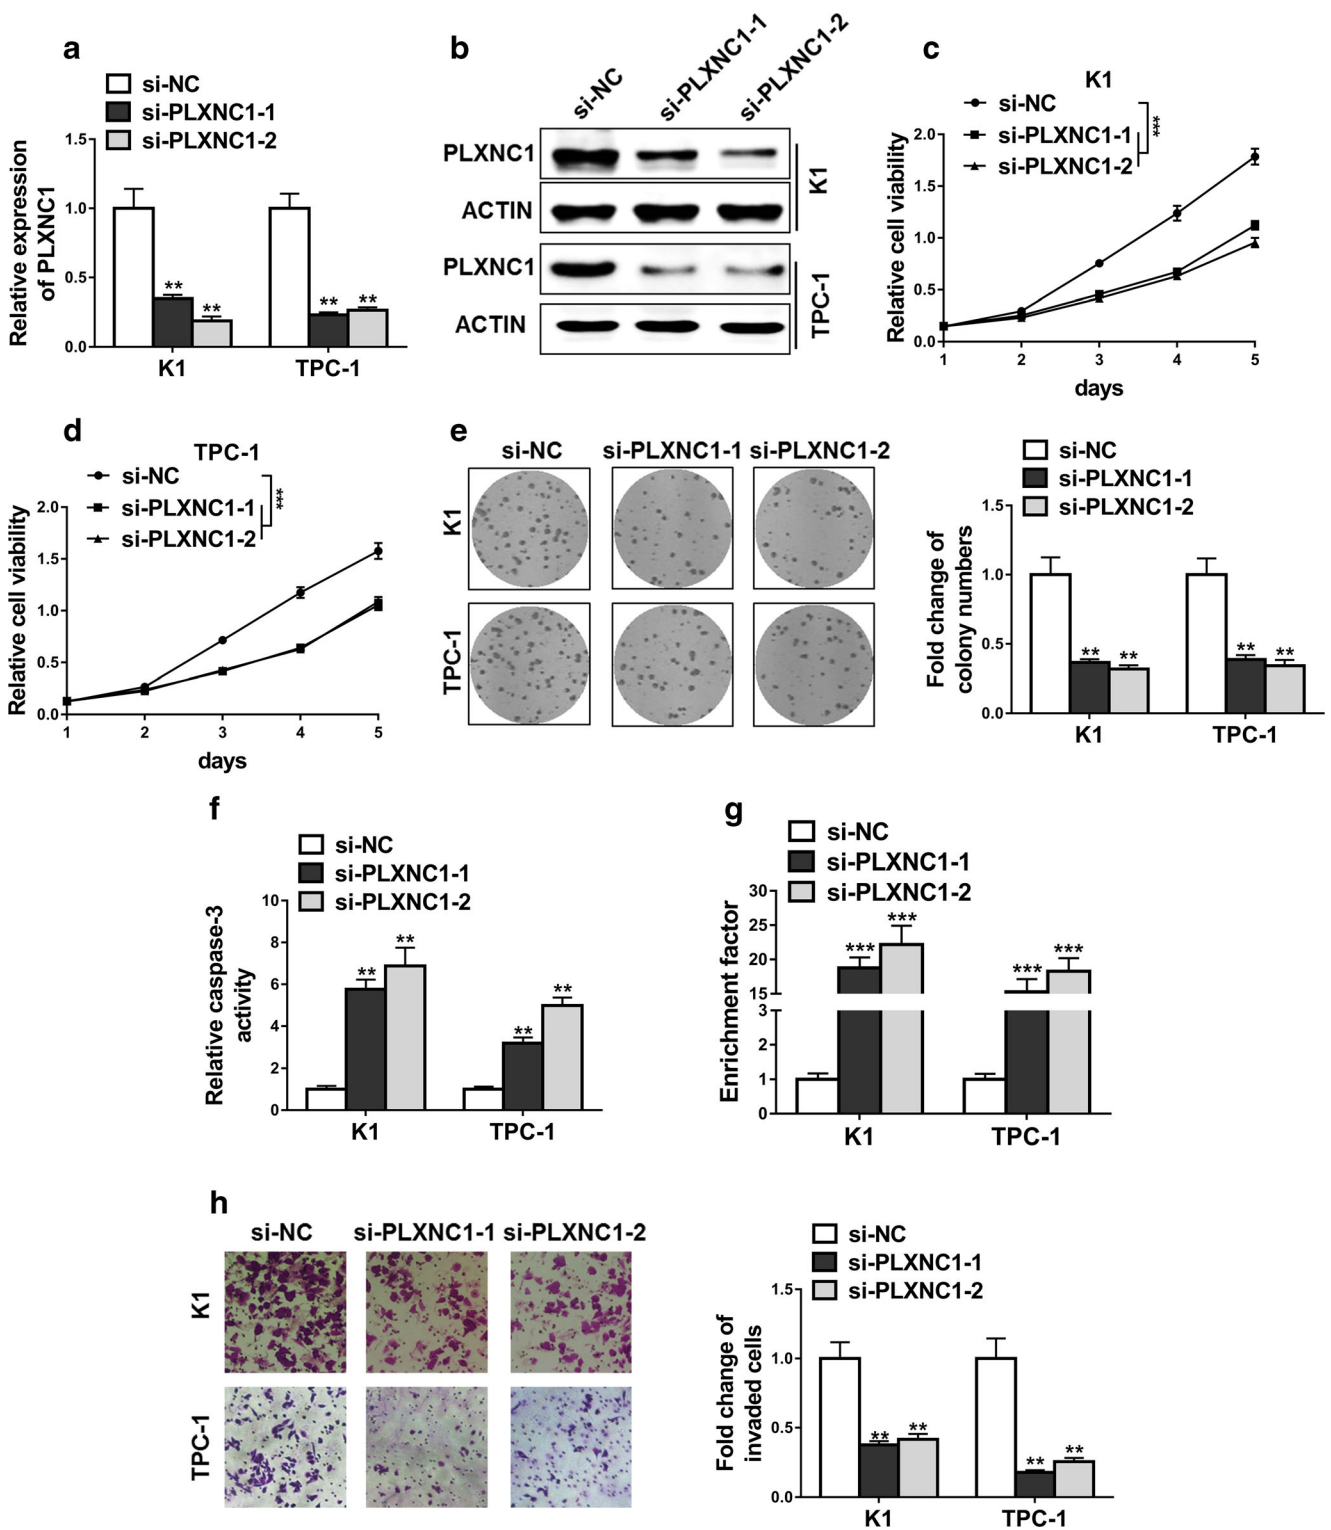 a
si-NC
si-PLXNC1-1
si-PLXNC1-2
Relative expression
of PLXNC1
1.5
1.0
0.5
0.0
**
**
**
**
K1
TPC-1
b
si-NC
si-PLXNC1-1
si-PLXNC1-2
PLXNC1
ACTIN
K1
PLXNC1
ACTIN
TPC-1
c
K1
si-NC
si-PLXNC1-1
si-PLXNC1-2
***
Relative cell viability
2.0
1.5
1.0
0.5
0.0
1 2 3 4 5
days
d
TPC-1
si-NC
si-PLXNC1-1
si-PLXNC1-2
***
Relative cell viability
2.0
1.5
1.0
0.5
0.0
1 2 3 4 5
days
e
si-NC si-PLXNC1-1 si-PLXNC1-2
K1
TPC-1
si-NC
si-PLXNC1-1
si-PLXNC1-2
Fold change of
colony numbers
1.5
1.0
0.5
0.0
**
**
**
**
K1
TPC-1
f
si-NC
si-PLXNC1-1
si-PLXNC1-2
Relative caspase-3
activity
10
8
6
4
2
0
**
**
**
**
K1
TPC-1
g
si-NC
si-PLXNC1-1
si-PLXNC1-2
Enrichment factor
30
25
20
15
3
2
1
0
***
***
***
***
K1
TPC-1
h
si-NC si-PLXNC1-1 si-PLXNC1-2
K1
TPC-1
si-NC
si-PLXNC1-1
si-PLXNC1-2
Fold change of
invaded cells
1.5
1.0
0.5
0.0
**
**
**
**
K1
TPC-1